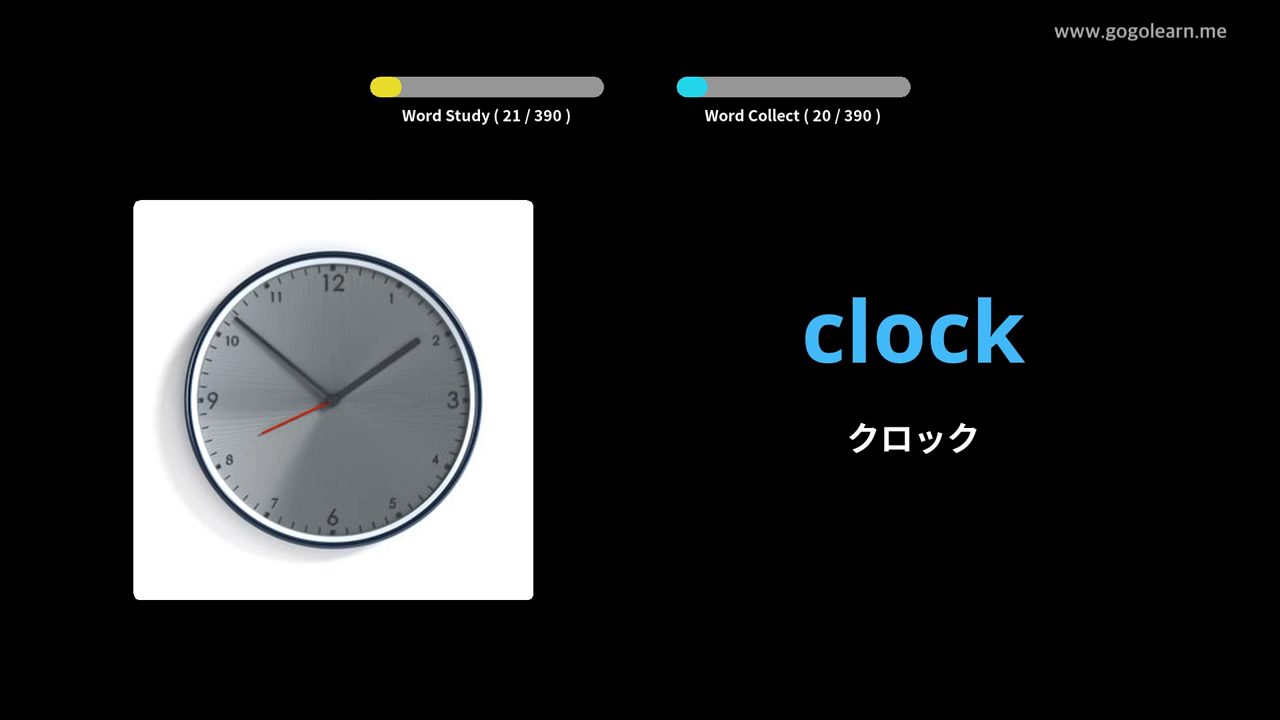 www.gogolearn.me
Word Study ( 21 / 390 )
Word Collect ( 20 / 390 )
12
11
1
10
2
9
3
8
4
7
5
6
clock
クロック